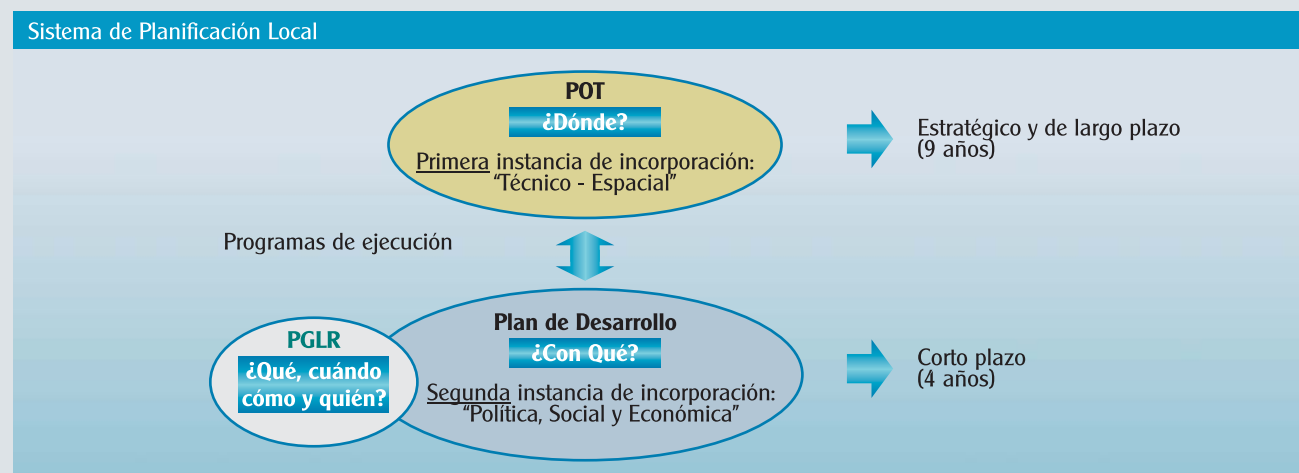 Sistema de Planificación Local
POT
¿Dónde?
Primera instancia de incorporación:
“Técnico - Espacial”
Estratégico y de largo plazo
(9 años)
Programas de ejecución
Plan de Desarrollo
¿Con Qué?
Segunda instancia de incorporación:
“Política, Social y Económica”
PGLR
¿Qué, cuándo
cómo y quién?
Corto plazo
(4 años)